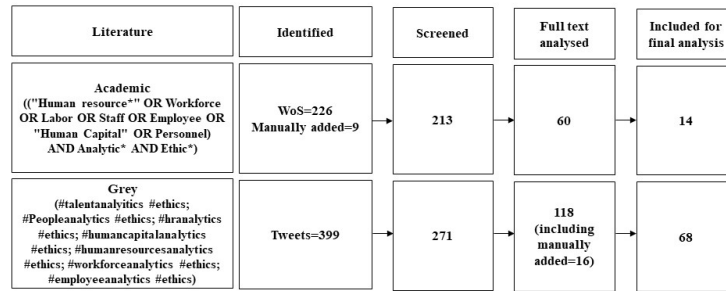 Literature
Identified
Screened
Full text
analysed
Included for
final analysis
Academic
(("Human resource*" OR Workforce
OR Labor OR Staff OR Employee OR
"Human Capital" OR Personnel)
AND Analytic* AND Ethic*)
WoS=226
Manually added=9
213
60
14
Grey
(#talentanalyitics #ethics;
#Peopleanalytics #ethics; #hranalytics
#ethics; #humancapitalanalytics
#ethics; #humanresourcesanalytics
#ethics; #workforceanalytics #ethics;
#employeeanalytics #ethics)
Tweets=399
271
118
(including
manually
added=16)
68